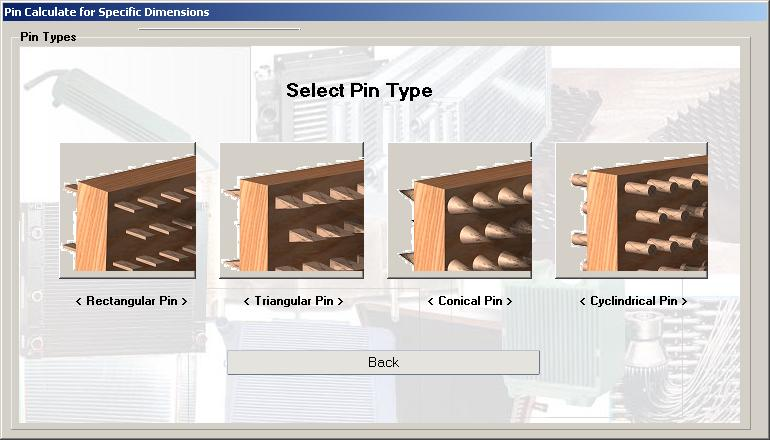 Pin Calculate for Specific Dimensions
Pin Types
Select Pin Type
< Rectangular Pin >
< Triangular Pin >
< Conical Pin >
< Cyclindrical Pin >
Back